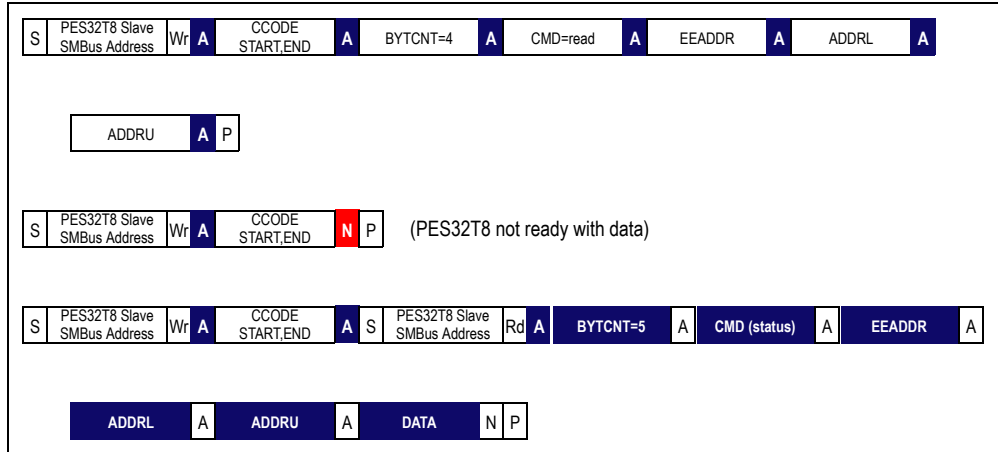 S PES32T8 Slave SMBus Address Wr A CCODE START,END A BYTCNT=4 A CMD=read A EEADDR A ADDRL A
ADDRU A P
S PES32T8 Slave SMBus Address Wr A CCODE START,END N P (PES32T8 not ready with data)
S PES32T8 Slave SMBus Address Wr A CCODE START,END A S PES32T8 Slave SMBus Address Rd A BYTCNT=5 A CMD (status) A EEADDR A
ADDRL A ADDRU A DATA N P